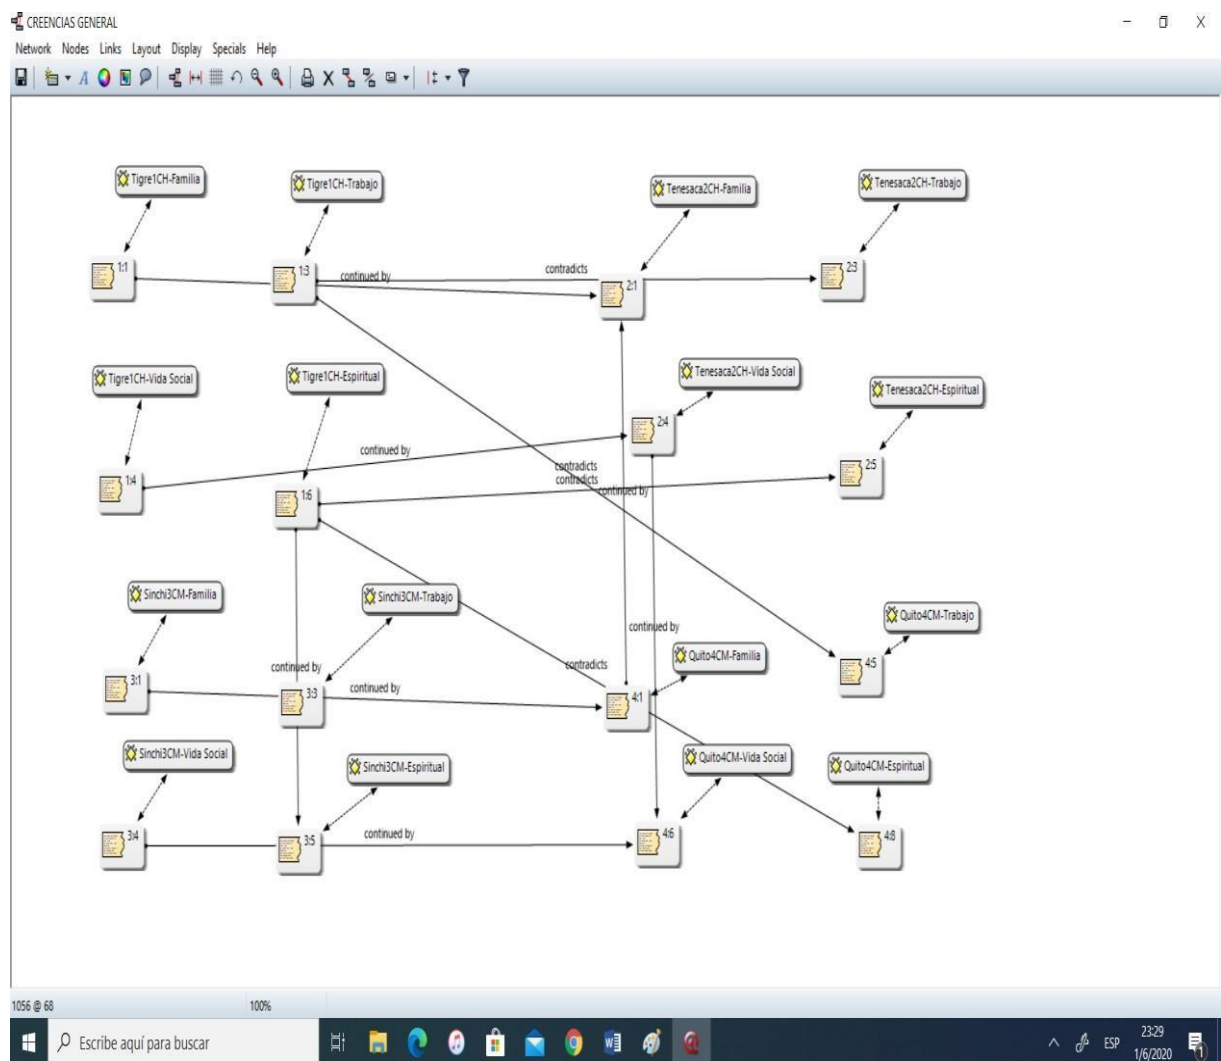 CREENCIAS GENERAL
Network Nodes Links Layout Display Specials Help
Tigre1CH-Familia
Tigre1CH-Trabajo
Tenesaca2CH-Familia
Tenesaca2CH-Trabajo
1:1
1:3
continued by
contradicts
2:1
2:3
Tigre1CH-Vida Social
Tigre1CH-Espiritual
Tenesaca2CH-Vida Social
Tenesaca2CH-Espiritual
2:4
continued by
1:4
1:6
contradicts
contradicts
continued by
2:5
Sinchi3CM-Familia
Sinchi3CM-Trabajo
Quito4CM-Trabajo
continued by
Quito4CM-Familia
3:1
continued by
3:3
continued by
contradicts
4:1
4:5
Sinchi3CM-Vida Social
Sinchi3CM-Espiritual
Quito4CM-Vida Social
Quito4CM-Espiritual
3:4
3:5
continued by
4:6
4:8
1056 @ 68
100%
Escribe aquí para buscar
ESP
23:29
1/6/2020
1